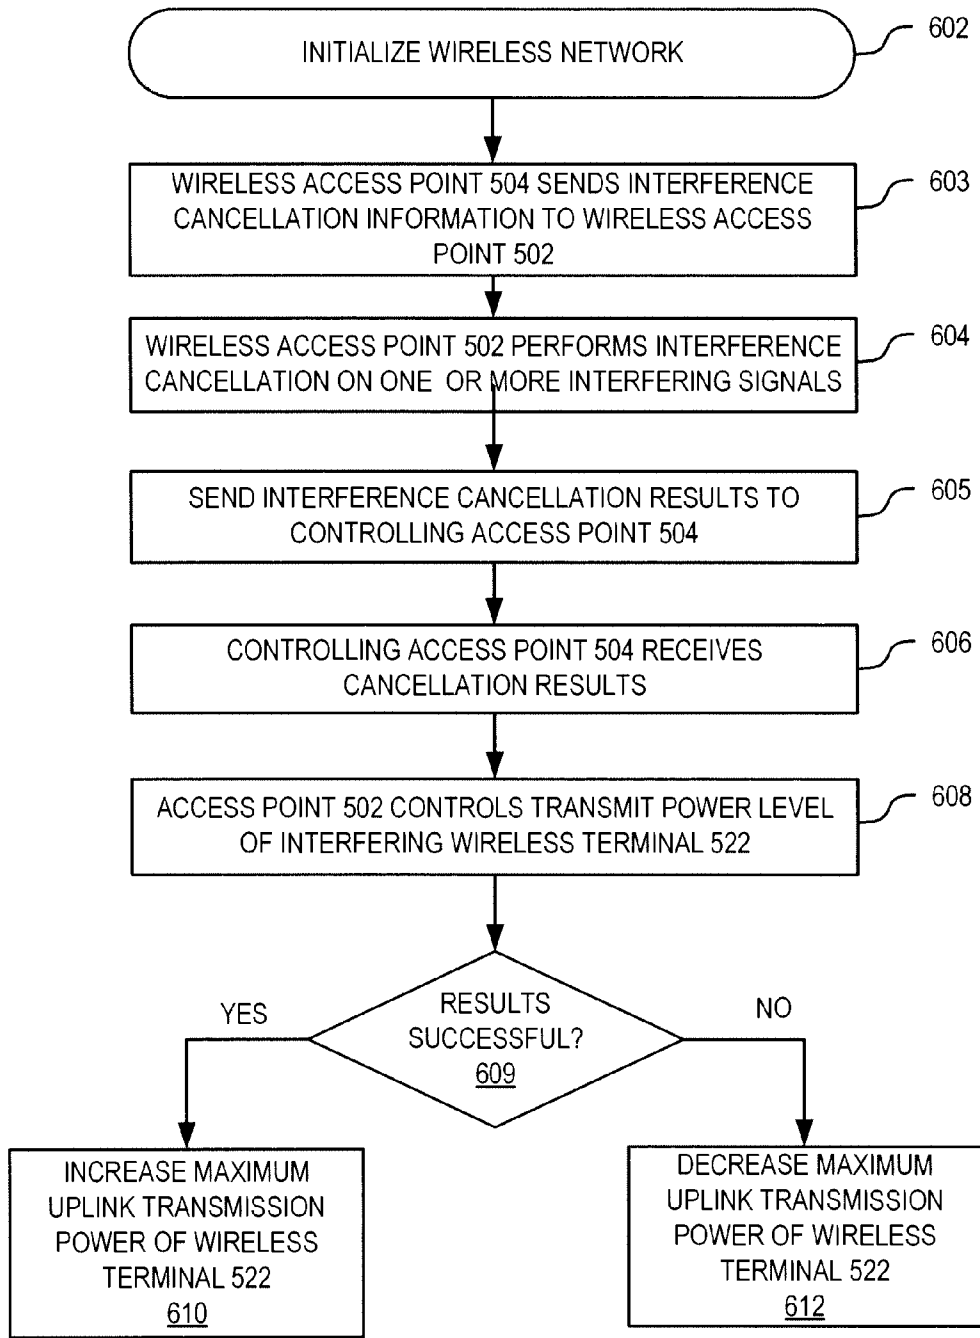 INITIALIZE WIRELESS NETWORK
602
WIRELESS ACCESS POINT 504 SENDS INTERFERENCE
CANCELLATION INFORMATION TO WIRELESS ACCESS
POINT 502
603
WIRELESS ACCESS POINT 502 PERFORMS INTERFERENCE
CANCELLATION ON ONE OR MORE INTERFERING SIGNALS
604
SEND INTERFERENCE CANCELLATION RESULTS TO
CONTROLLING ACCESS POINT 504
605
CONTROLLING ACCESS POINT 504 RECEIVES
CANCELLATION RESULTS
606
ACCESS POINT 502 CONTROLS TRANSMIT POWER LEVEL
OF INTERFERING WIRELESS TERMINAL 522
608
RESULTS
SUCCESSFUL?
609
YES
NO
INCREASE MAXIMUM
UPLINK TRANSMISSION
POWER OF WIRELESS
TERMINAL 522
610
DECREASE MAXIMUM
UPLINK TRANSMISSION
POWER OF WIRELESS
TERMINAL 522
612